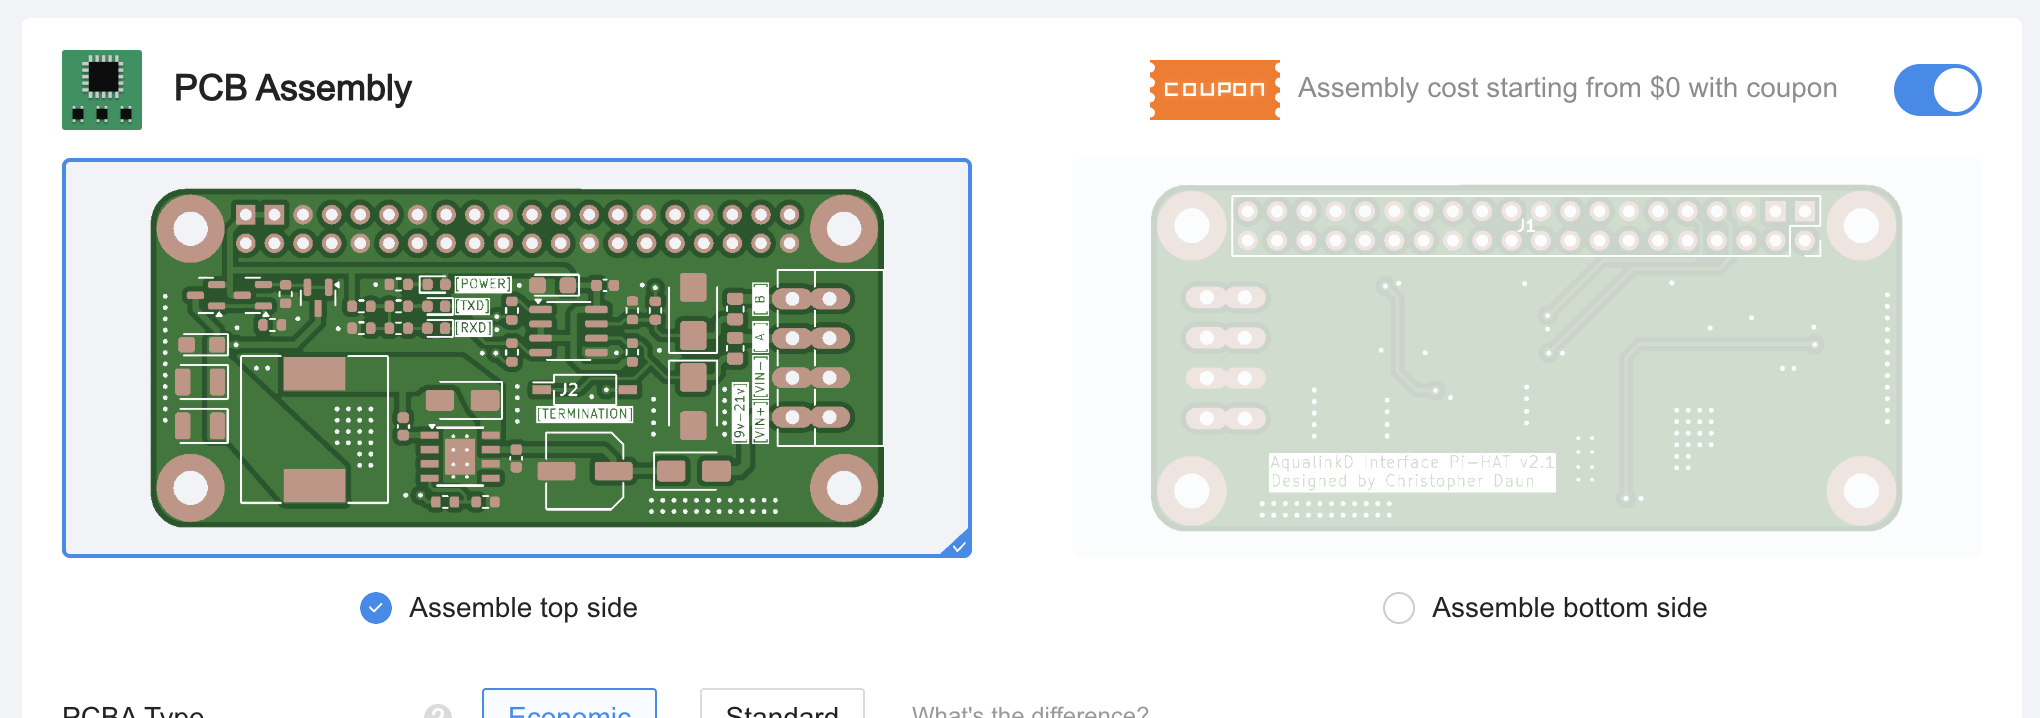 PCB Assembly
COUPON
Assembly cost starting from $0 with coupon
[POWER]
[TXD]
[RXD]
[ B ]
[ A ]
[VIN-]
[VIN+]
[9v-21v]
J2
[TERMINATION]
J1
AqualinkD Interface Pi-HAT v2.1
Designed by Christopher Daun
Assemble top side
Assemble bottom side
PCBA Type
?
Economic
Standard
What's the difference?